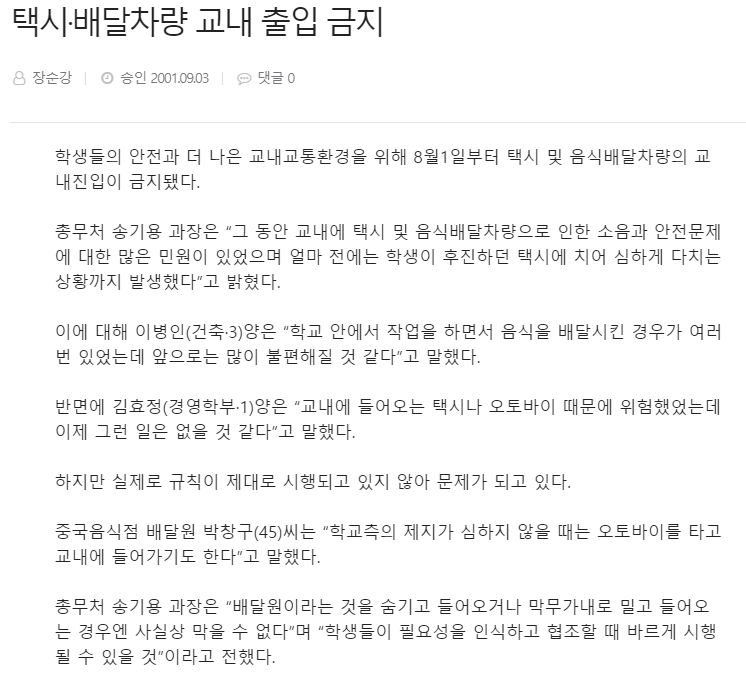 택시·배달차량 교내 출입 금지
장순강 승인 2001.09.03 댓글 0
학생들의 안전과 더 나은 교내교통환경을 위해 8월1일부터 택시 및 음식배달차량의 교
내진입이 금지됐다.
총무처 송기용 과장은 “그 동안 교내에 택시 및 음식배달차량으로 인한 소음과 안전문제
에 대한 많은 민원이 있었으며 얼마 전에는 학생이 후진하던 택시에 치어 심하게 다치는
상황까지 발생했다”고 밝혔다.
이에 대해 이병인(건축·3)양은 “학교 안에서 작업을 하면서 음식을 배달시킨 경우가 여러
번 있었는데 앞으로는 많이 불편해질 것 같다”고 말했다.
반면에 김효정(경영학부·1)양은 “교내에 들어오는 택시나 오토바이 때문에 위험했었는데
이제 그런 일은 없을 것 같다”고 말했다.
하지만 실제로 규칙이 제대로 시행되고 있지 않아 문제가 되고 있다.
중국음식점 배달원 박창구(45)씨는 “학교측의 제지가 심하지 않을 때는 오토바이를 타고
교내에 들어가기도 한다”고 말했다.
총무처 송기용 과장은 “배달원이라는 것을 숨기고 들어오거나 막무가내로 밀고 들어오
는 경우엔 사실상 막을 수 없다”며 “학생들이 필요성을 인식하고 협조할 때 바르게 시행
될 수 있을 것”이라고 전했다.